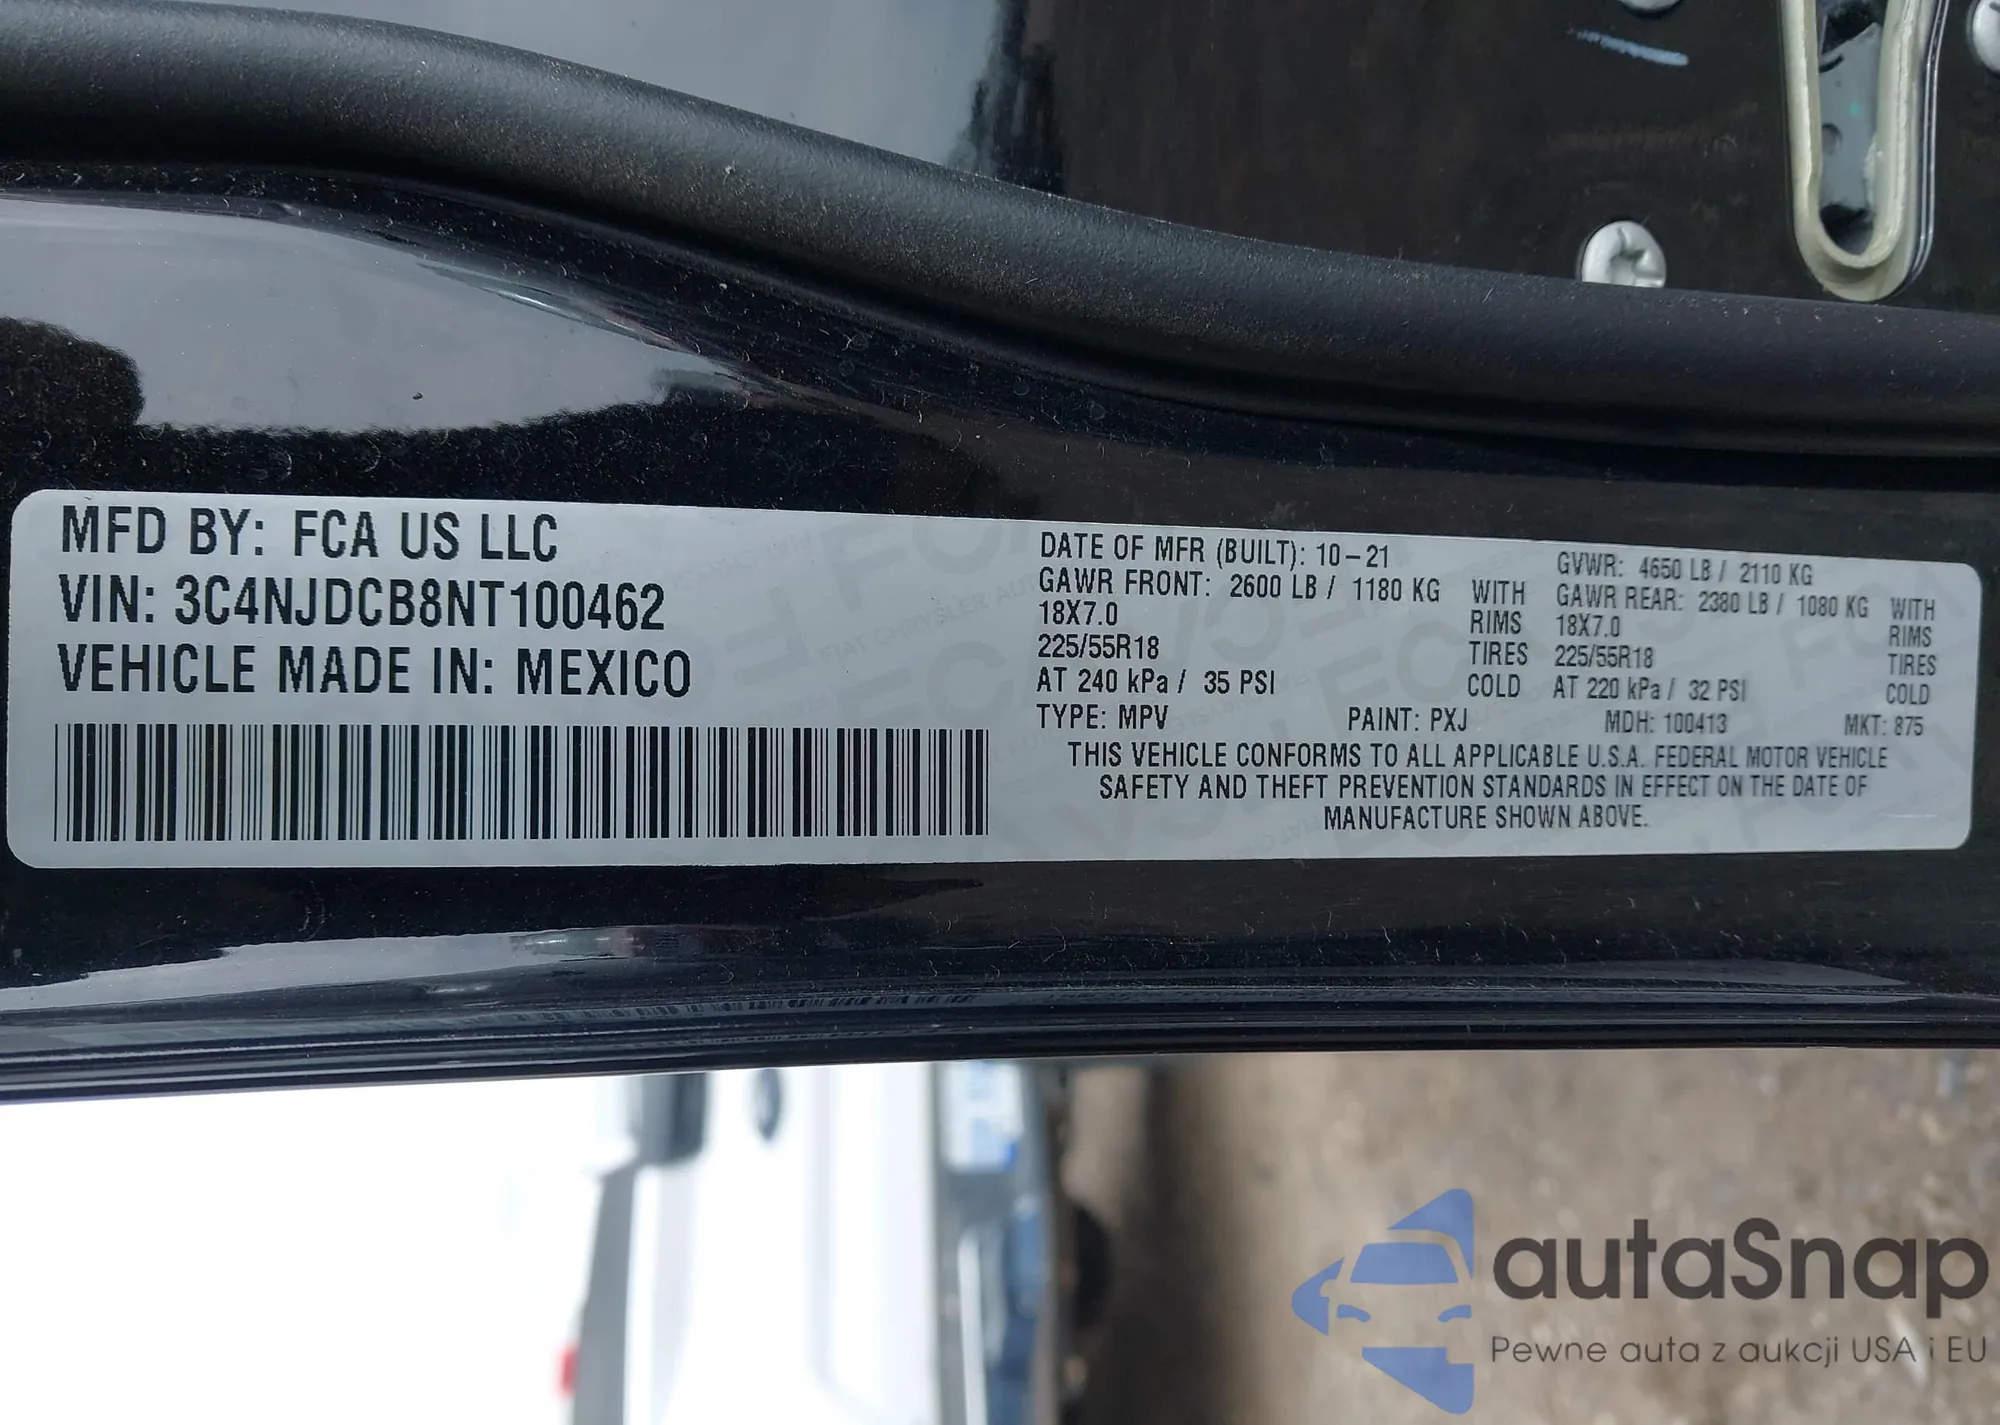 MFD BY: FCA US LLC
VIN: 3C4NJDCB8NT100462
VEHICLE MADE IN: MEXICO
DATE OF MFR (BUILT): 10-21
GVWR: 4650 LB / 2110 KG
GAWR FRONT: 2600 LB / 1180 KG WITH
18X7.0 RIMS
225/55R18 TIRES
AT 240 kPa / 35 PSI COLD
GAWR REAR: 2380 LB / 1080 KG WITH
18X7.0 RIMS
225/55R18 TIRES
AT 220 kPa / 32 PSI COLD
TYPE: MPV PAINT: PXJ MDH: 100413 MKT: 875
THIS VEHICLE CONFORMS TO ALL APPLICABLE U.S.A. FEDERAL MOTOR VEHICLE
SAFETY AND THEFT PREVENTION STANDARDS IN EFFECT ON THE DATE OF
MANUFACTURE SHOWN ABOVE.
autaSnap
Pewne auta z aukcji USA i EU